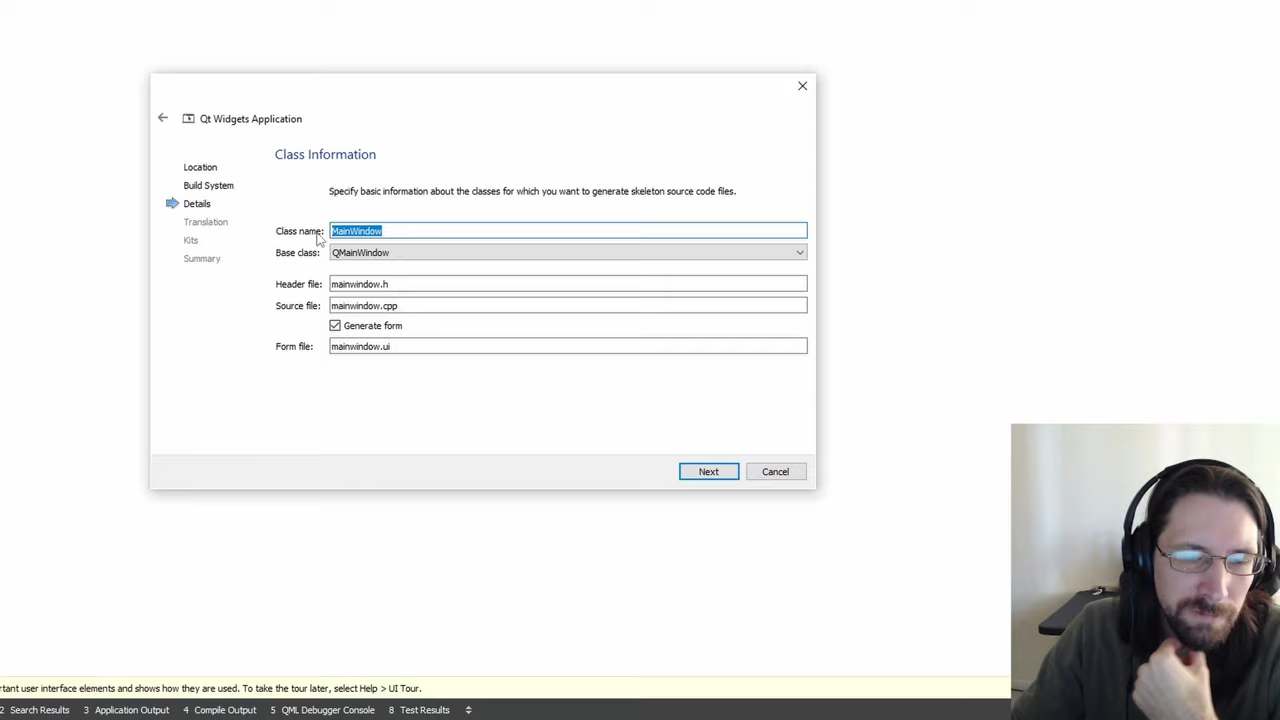 Qt Widgets Application
Location
Build System
Details
Translation
Kits
Summary
Class Information
Specify basic information about the classes for which you want to generate skeleton source code files.
Class name: MainWindow
Base class: QMainWindow
Header file: mainwindow.h
Source file: mainwindow.cpp
Generate form
Form file: mainwindow.ui
Next Cancel
rtant user interface elements and shows how they are used. To take the tour later, select Help > UI Tour.
2 Search Results 3 Application Output 4 Compile Output 5 QML Debugger Console 8 Test Results